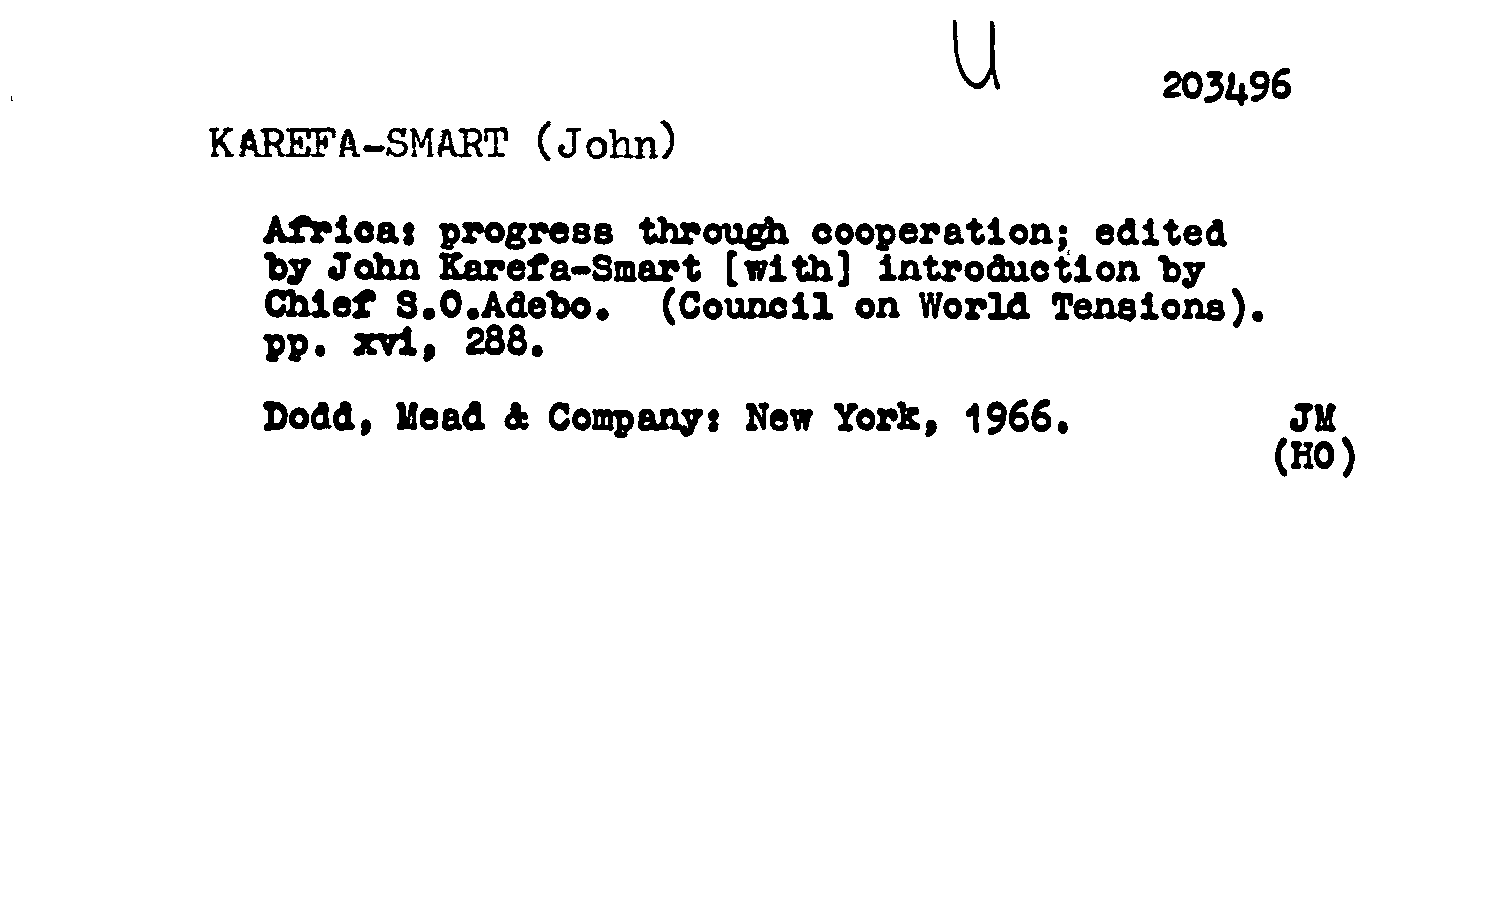 U
203496
KAREFA-SMART (John)
Africa: progress through cooperation; edited
by John Karefa-Smart [with] introduction by
Chief S.O.Adebo. (Council on World Tensions).
pp. xvi, 288.
Dodd, Mead & Company: New York, 1966. JM
(HO)